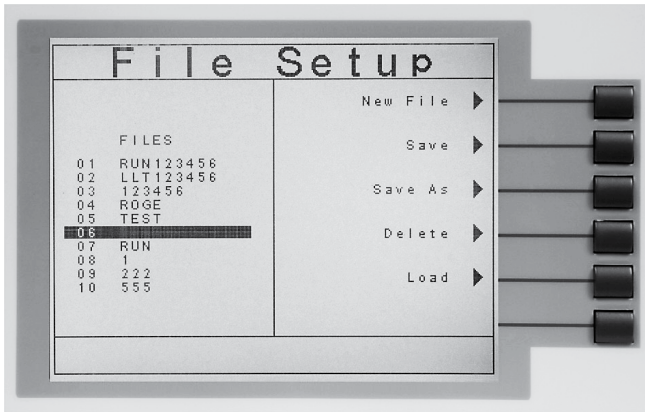 File Setup
FILES
01 RUN123456
02 LLT123456
03 123456
04 ROGE
05 TEST
06
07 RUN
08 1
09 222
10 555
New File
Save
Save As
Delete
Load